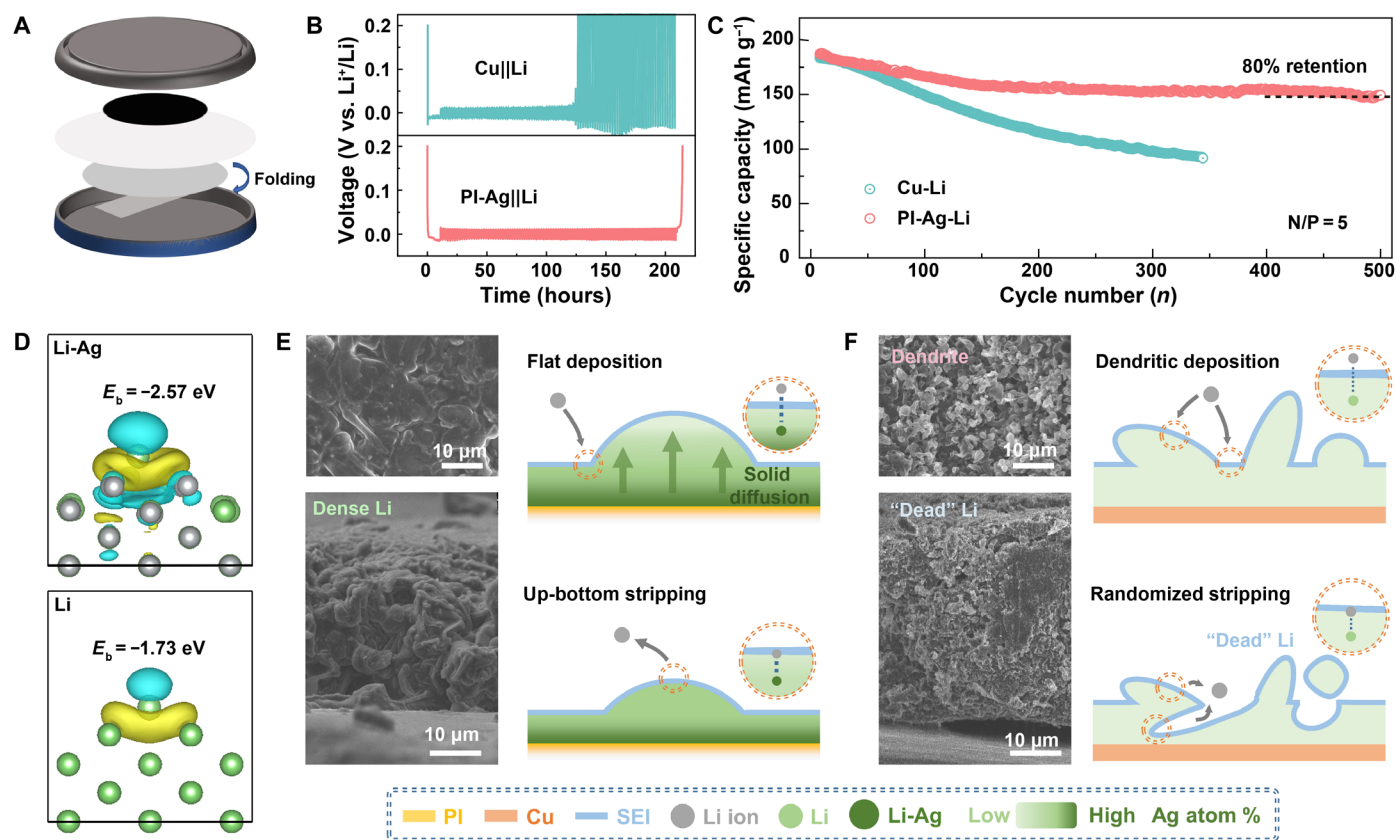 A
Folding
B
Voltage (V vs. Li⁺/Li)
0.2
0.1
0.0
Cu||Li
0.2
0.1
0.0
PI-Ag||Li
0
50
100
150
200
Time (hours)
C
Specific capacity (mAh g⁻¹)
200
150
100
50
0
80% retention
Cu-Li
PI-Ag-Li
N/P = 5
0
100
200
300
400
500
Cycle number (n)
D
Li-Ag
E_b = −2.57 eV
Li
E_b = −1.73 eV
E
10 µm
Dense Li
10 µm
Flat deposition
Solid
diffusion
Up-bottom stripping
F
Dendrite
10 µm
“Dead” Li
10 µm
Dendritic deposition
Randomized stripping
“Dead” Li
PI Cu SEI Li ion Li Li-Ag Low High Ag atom %